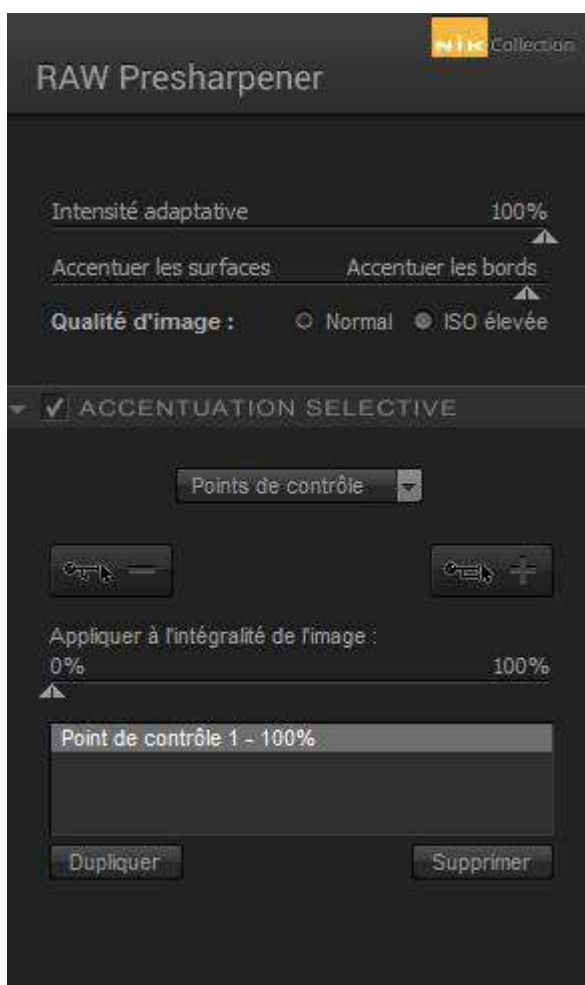 Nik Collection
RAW Presharpener
Intensité adaptative 100%
Accentuer les surfaces Accentuer les bords
Qualité d'image : Normal ISO élevée
ACCENTUATION SELECTIVE
Points de contrôle
Appliquer à l'intégralité de l'image :
0% 100%
Point de contrôle 1 - 100%
Dupliquer Supprimer